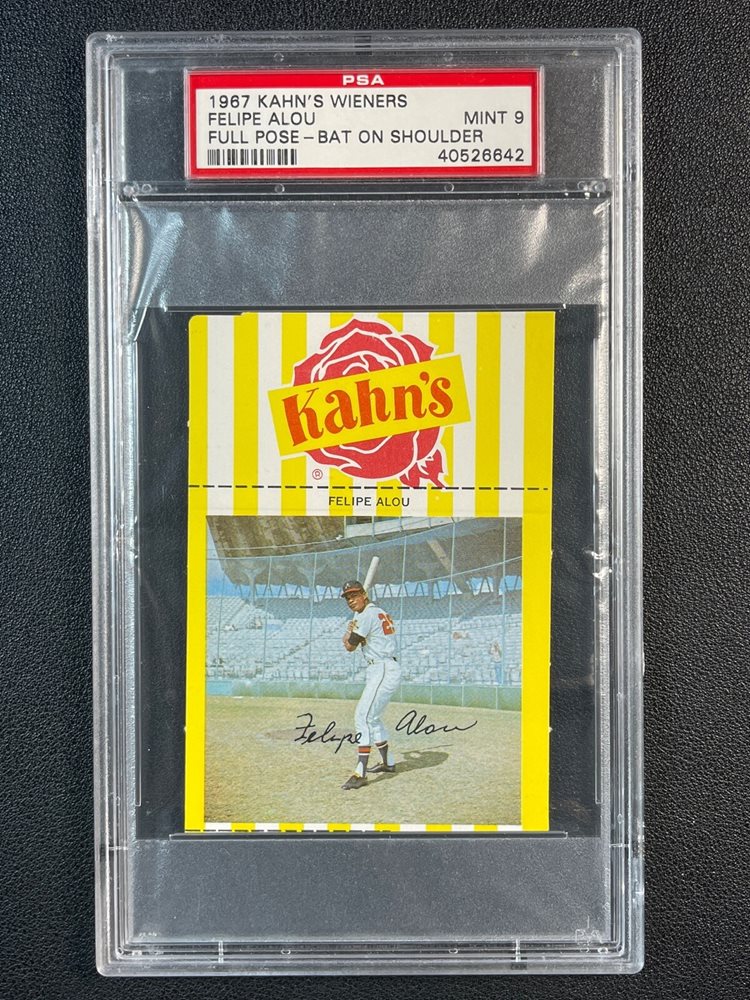 PSA
1967 KAHN'S WIENERS
FELIPE ALOU MINT 9
FULL POSE-BAT ON SHOULDER
40526642
Kahn's
®
FELIPE ALOU
Felipe Alou